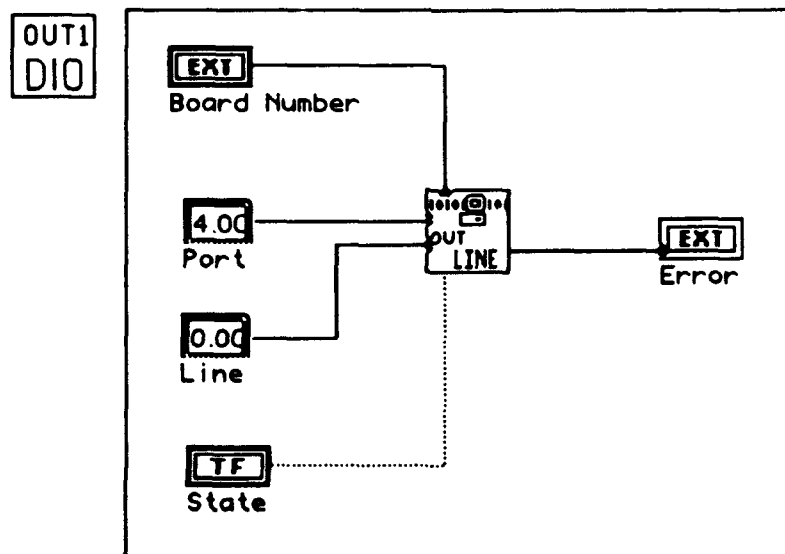 OUT1
DIO
EXT
Board Number
4.00
Port
OUT
LINE
EXT
Error
0.00
Line
TF
State